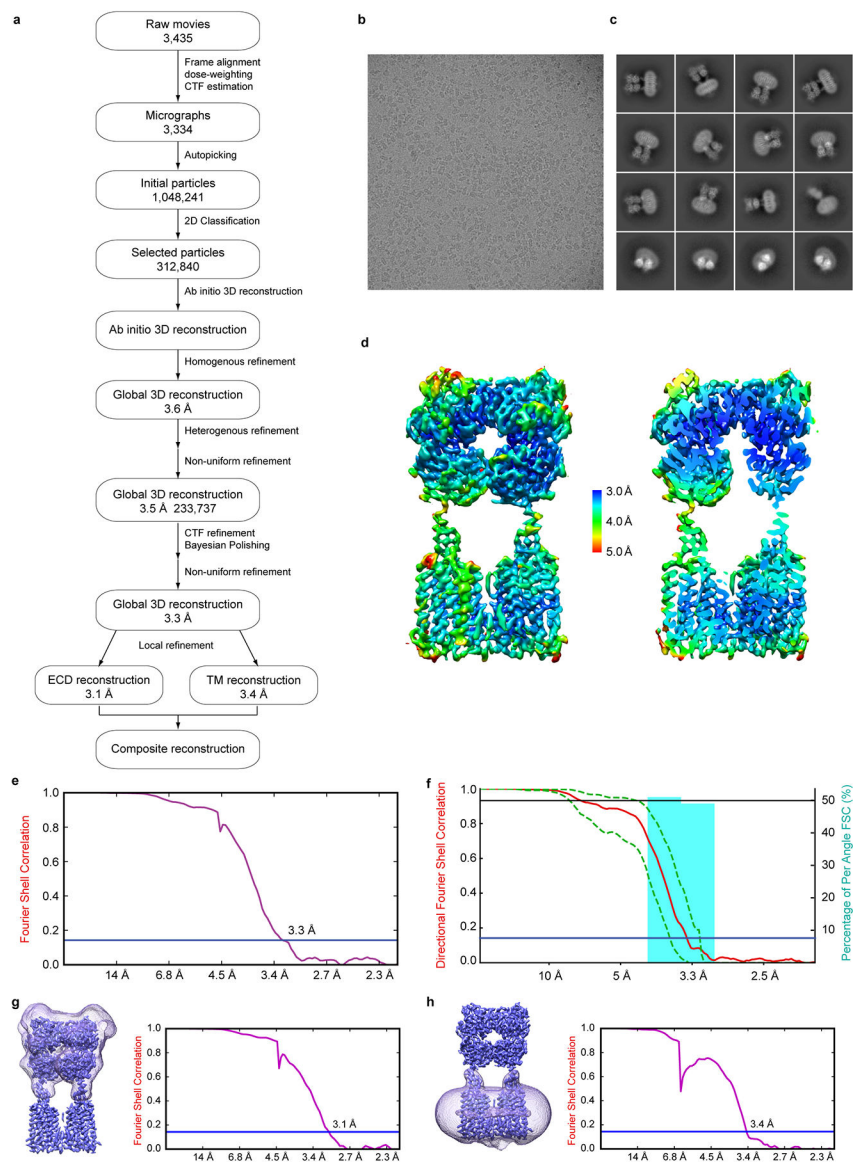 a
Raw movies
3,435
Frame alignment
dose-weighting
CTF estimation
Micrographs
3,334
Autopicking
Initial particles
1,048,241
2D Classification
Selected particles
312,840
Ab initio 3D reconstruction
Ab initio 3D reconstruction
Homogenous refinement
Global 3D reconstruction
3.6 Å
Heterogenous refinement
Non-uniform refinement
Global 3D reconstruction
3.5 Å 233,737
CTF refinement
Bayesian Polishing
Non-uniform refinement
Global 3D reconstruction
3.3 Å
Local refinement
ECD reconstruction
3.1 Å
TM reconstruction
3.4 Å
Composite reconstruction
b
c
d
3.0 Å
4.0 Å
5.0 Å
e
Fourier Shell Correlation
1.0
0.8
0.6
0.4
0.2
0.0
3.3 Å
14 Å 6.8 Å 4.5 Å 3.4 Å 2.7 Å 2.3 Å
f
Directional Fourier Shell Correlation
1.0
0.8
0.6
0.4
0.2
0
10 Å 5 Å 3.3 Å 2.5 Å
50
40
30
20
10
Percentage of Per Angle FSC (%)
g
Fourier Shell Correlation
1.0
0.8
0.6
0.4
0.2
0.0
3.1 Å
14 Å 6.8 Å 4.5 Å 3.4 Å 2.7 Å 2.3 Å
h
Fourier Shell Correlation
1.0
0.8
0.6
0.4
0.2
0.0
3.4 Å
14 Å 6.8 Å 4.5 Å 3.4 Å 2.7 Å 2.3 Å